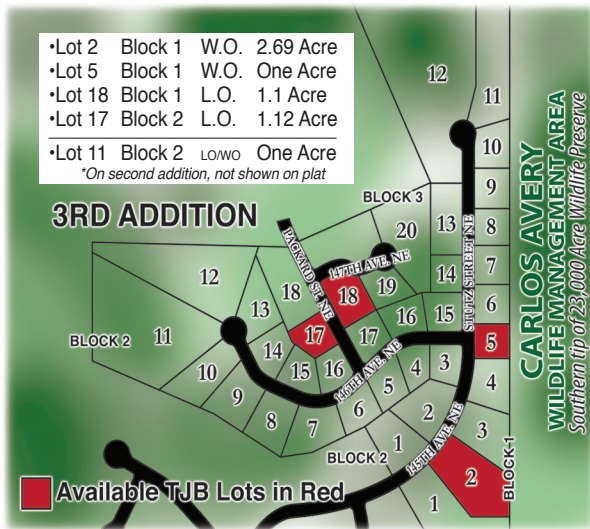 •Lot 2 Block 1 W.O. 2.69 Acre
•Lot 5 Block 1 W.O. One Acre
•Lot 18 Block 1 L.O. 1.1 Acre
•Lot 17 Block 2 L.O. 1.12 Acre
•Lot 11 Block 2 LO/WO One Acre
*On second addition, not shown on plat
3RD ADDITION
12
11
10
9
8
7
6
5
4
3
2
1
BLOCK-1
BLOCK 3
20
13
14
15
16
17
18
19
147TH AVE. NE
PACKARD ST. NE
STUTZ STREET NE
146TH AVE. NE
145TH AVE. NE
BLOCK 2
12
11
10
9
8
7
6
5
4
3
2
1
13
14
15
16
17
18
BLOCK 2
CARLOS AVERY
WILDLIFE MANAGEMENT AREA
Southern tip of 23,000 Acre Wildlife Preserve
Available TJB Lots in Red